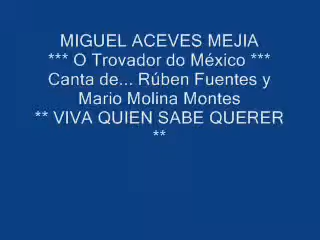 MIGUEL ACEVES MEJIA
*** O Trovador do México ***
Canta de... Rúben Fuentes y
Mario Molina Montes
** VIVA QUIEN SABE QUERER
**